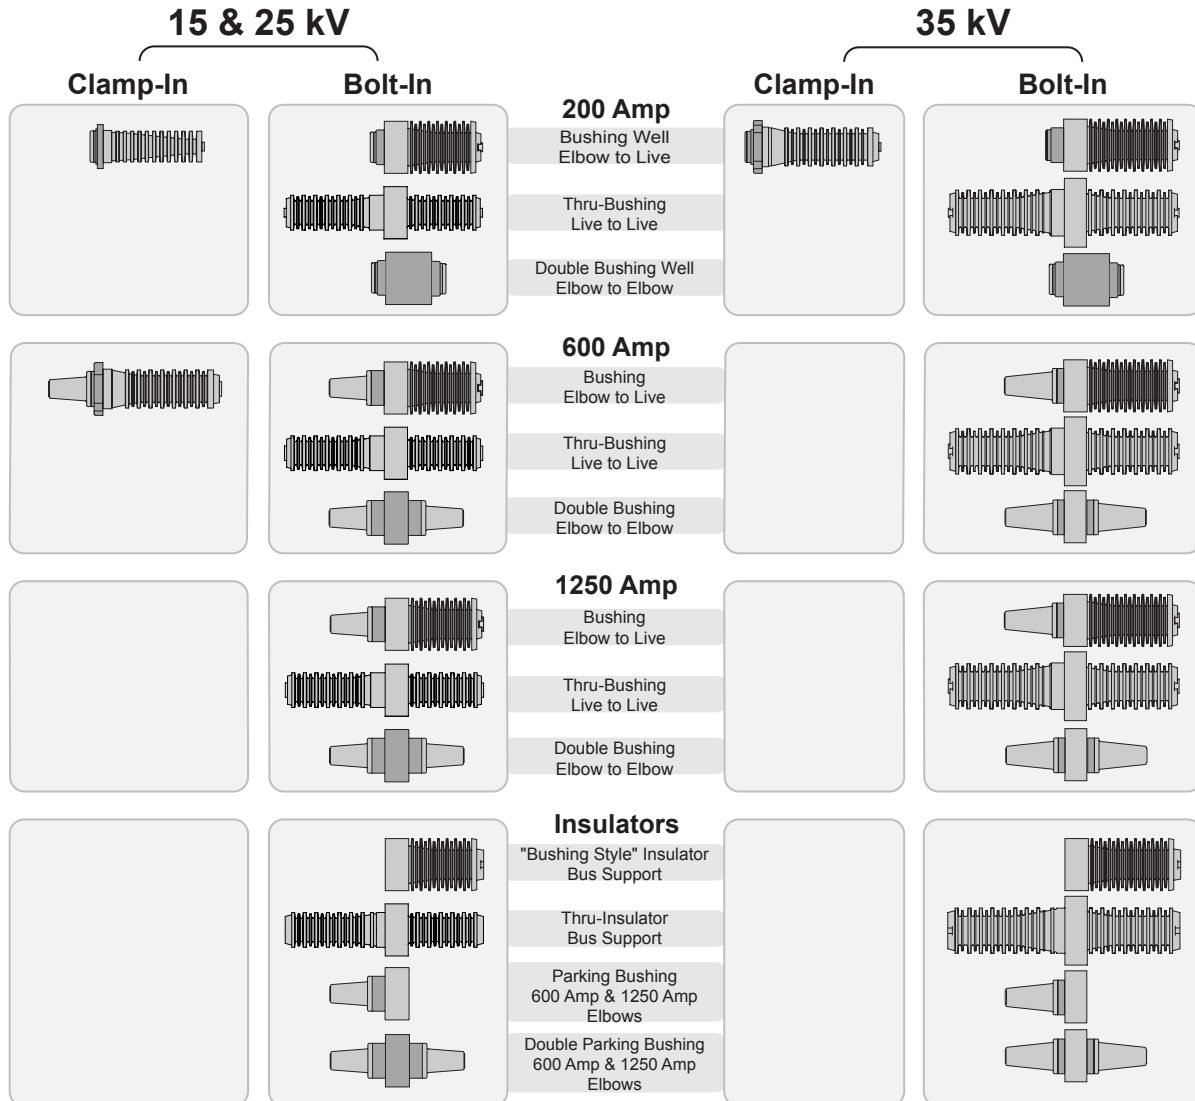 15 & 25 kV
35 kV
Clamp-In
Bolt-In
Clamp-In
Bolt-In
200 Amp
Bushing Well
Elbow to Live
Thru-Bushing
Live to Live
Double Bushing Well
Elbow to Elbow
600 Amp
Bushing
Elbow to Live
Thru-Bushing
Live to Live
Double Bushing
Elbow to Elbow
1250 Amp
Bushing
Elbow to Live
Thru-Bushing
Live to Live
Double Bushing
Elbow to Elbow
Insulators
"Bushing Style" Insulator
Bus Support
Thru-Insulator
Bus Support
Parking Bushing
600 Amp & 1250 Amp
Elbows
Double Parking Bushing
600 Amp & 1250 Amp
Elbows